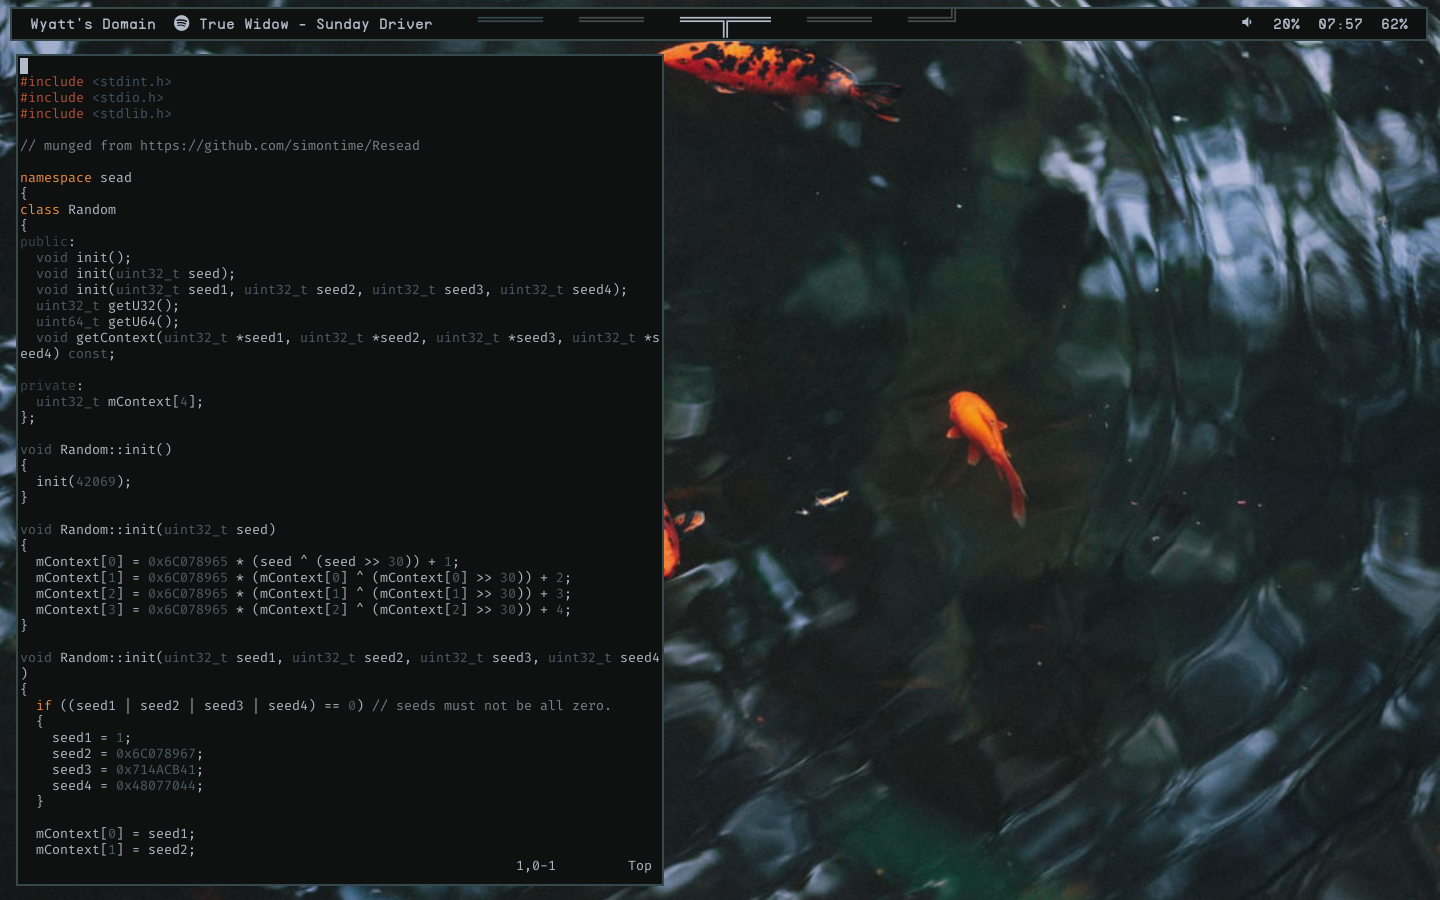 Wyatt's Domain True Widow - Sunday Driver 20% 07:57 62%
#include <stdint.h>
#include <stdio.h>
#include <stdlib.h>
// munged from https://github.com/simontime/Resead
namespace sead
{
class Random
{
public:
void init();
void init(uint32_t seed);
void init(uint32_t seed1, uint32_t seed2, uint32_t seed3, uint32_t seed4);
uint32_t getU32();
uint64_t getU64();
void getContext(uint32_t *seed1, uint32_t *seed2, uint32_t *seed3, uint32_t *s
eed4) const;
private:
uint32_t mContext[4];
};
void Random::init()
{
init(42069);
}
void Random::init(uint32_t seed)
{
mContext[0] = 0x6C078965 * (seed ^ (seed >> 30)) + 1;
mContext[1] = 0x6C078965 * (mContext[0] ^ (mContext[0] >> 30)) + 2;
mContext[2] = 0x6C078965 * (mContext[1] ^ (mContext[1] >> 30)) + 3;
mContext[3] = 0x6C078965 * (mContext[2] ^ (mContext[2] >> 30)) + 4;
}
void Random::init(uint32_t seed1, uint32_t seed2, uint32_t seed3, uint32_t seed4
)
{
if ((seed1 | seed2 | seed3 | seed4) == 0) // seeds must not be all zero.
{
seed1 = 1;
seed2 = 0x6C078967;
seed3 = 0x714ACB41;
seed4 = 0x48077044;
}
mContext[0] = seed1;
mContext[1] = seed2;
1,0-1 Top